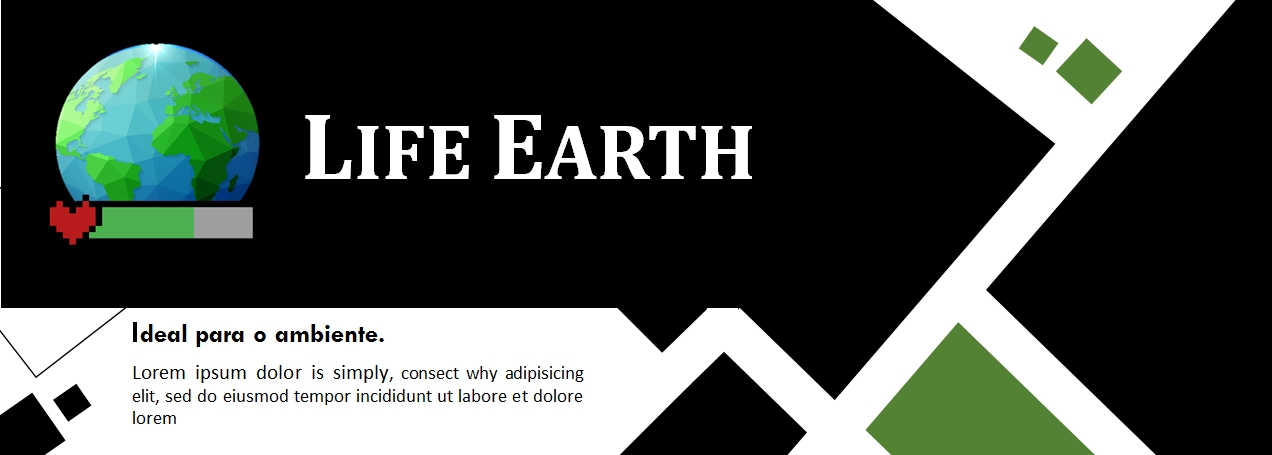 LIFE EARTH
Ideal para o ambiente.
Lorem ipsum dolor is simply, consect why adipisicing
elit, sed do eiusmod tempor incididunt ut labore et dolore
lorem